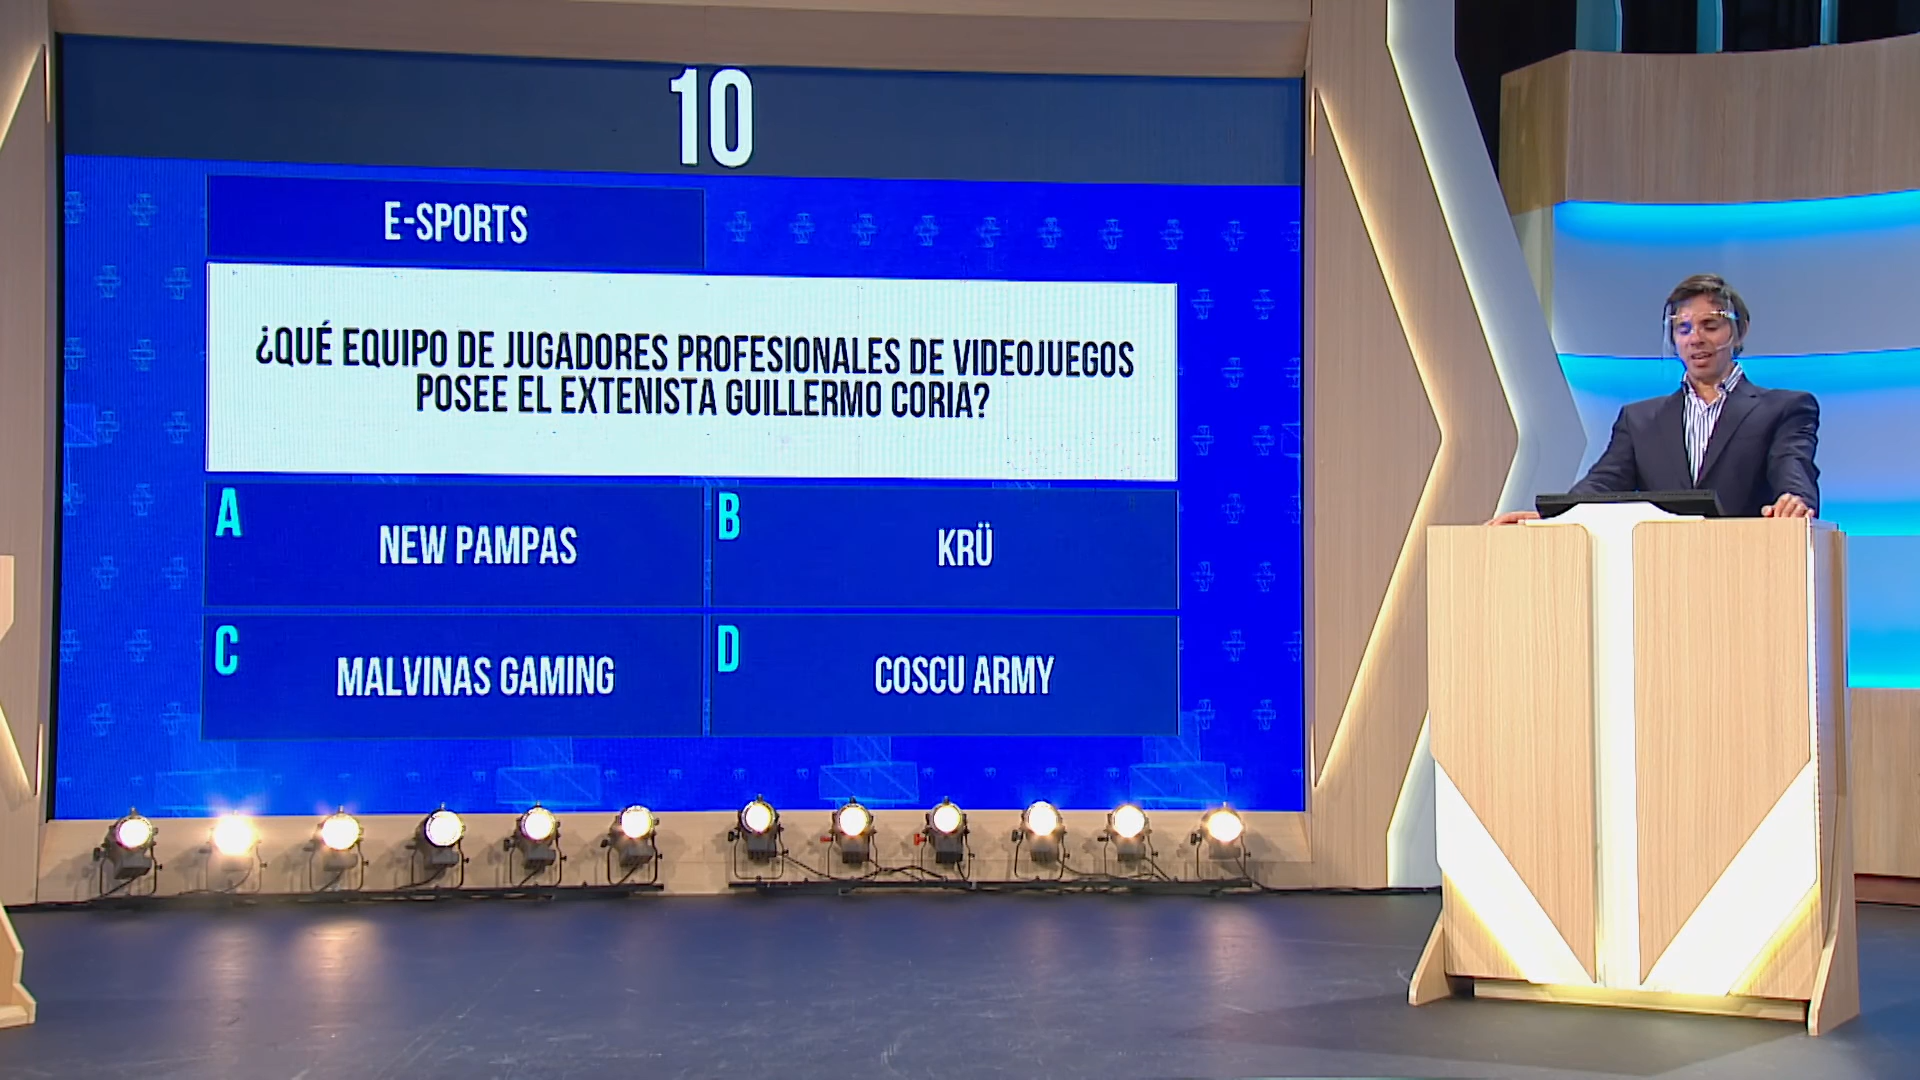 10
E-SPORTS
¿QUÉ EQUIPO DE JUGADORES PROFESIONALES DE VIDEOJUEGOS
POSEE EL EXTENISTA GUILLERMO CORIA?
A NEW PAMPAS
B KRÜ
C MALVINAS GAMING
D COSCU ARMY